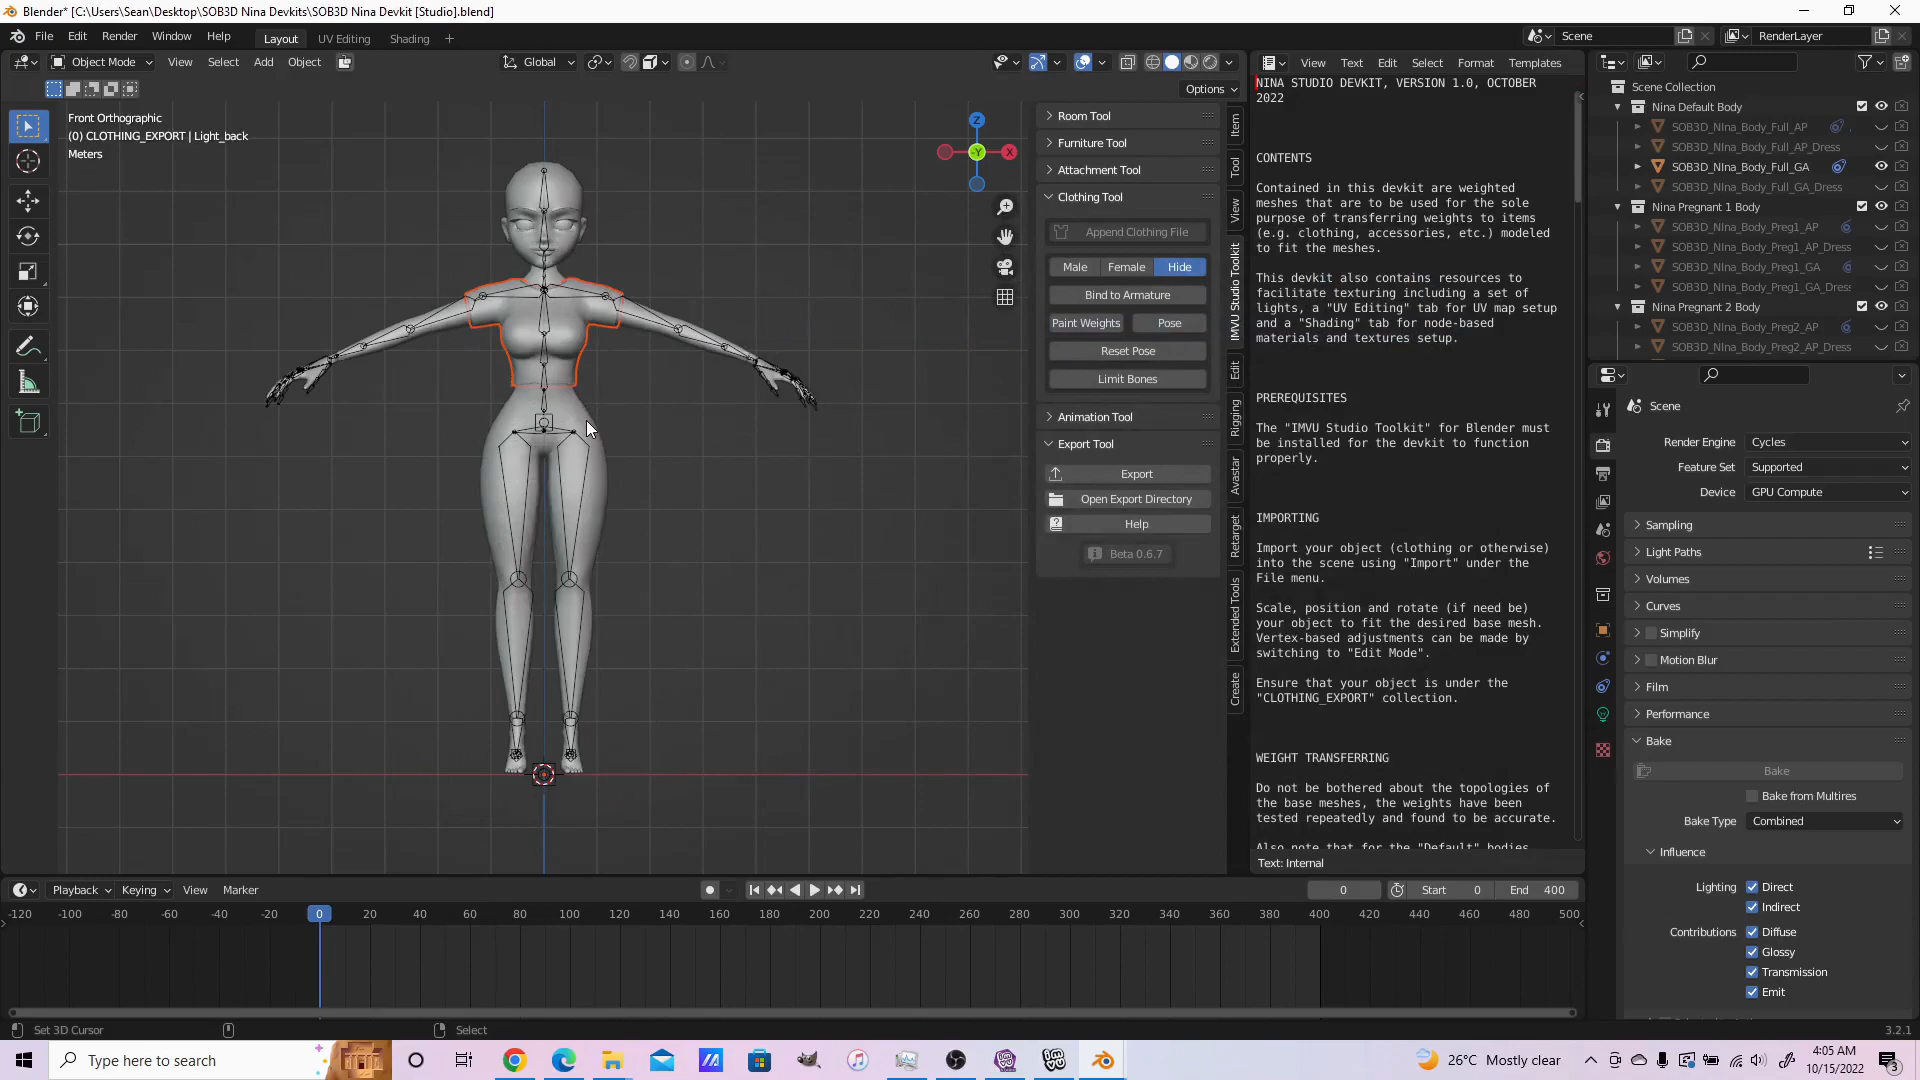 Blender* [C:\Users\Sean\Desktop\SOB3D Nina Devkits\SOB3D Nina Devkit [Studio].blend]
File Edit Render Window Help Layout UV Editing Shading + Scene RenderLayer
Object Mode View Select Add Object Global View Text Edit Select Format Templates
Options
Front Orthographic
(0) CLOTHING_EXPORT | Light_back
Meters
Z
-Y
X
Room Tool
Furniture Tool
Attachment Tool
Clothing Tool
Append Clothing File
Male Female Hide
Bind to Armature
Paint Weights Pose
Reset Pose
Limit Bones
Animation Tool
Export Tool
Export
Open Export Directory
Help
Beta 0.6.7
Item
Tool
View
IMVU Studio Toolkit
Edit
Rigging
Avastar
Retarget
Extended Tools
Create
NINA STUDIO DEVKIT, VERSION 1.0, OCTOBER
2022
CONTENTS
Contained in this devkit are weighted
meshes that are to be used for the sole
purpose of transferring weights to items
(e.g. clothing, accessories, etc.) modeled
to fit the meshes.
This devkit also contains resources to
facilitate texturing including a set of
lights, a "UV Editing" tab for UV map setup
and a "Shading" tab for node-based
materials and textures setup.
PREREQUISITES
The "IMVU Studio Toolkit" for Blender must
be installed for the devkit to function
properly.
IMPORTING
Import your object (clothing or otherwise)
into the scene using "Import" under the
File menu.
Scale, position and rotate (if need be)
your object to fit the desired base mesh.
Vertex-based adjustments can be made by
switching to "Edit Mode".
Ensure that your object is under the
"CLOTHING_EXPORT" collection.
WEIGHT TRANSFERRING
Do not be bothered about the topologies of
the base meshes, the weights have been
tested repeatedly and found to be accurate.
Also note that for the "Default" bodies
Text: Internal
Scene Collection
Nina Default Body
SOB3D_NIna_Body_Full_AP
SOB3D_NIna_Body_Full_AP_Dress
SOB3D_NIna_Body_Full_GA
SOB3D_NIna_Body_Full_GA_Dress
Nina Pregnant 1 Body
SOB3D_NIna_Body_Preg1_AP
SOB3D_NIna_Body_Preg1_AP_Dress
SOB3D_NIna_Body_Preg1_GA
SOB3D_NIna_Body_Preg1_GA_Dress
Nina Pregnant 2 Body
SOB3D_NIna_Body_Preg2_AP
SOB3D_NIna_Body_Preg2_AP_Dress
Scene
Render Engine Cycles
Feature Set Supported
Device GPU Compute
Sampling
Light Paths
Volumes
Curves
Simplify
Motion Blur
Film
Performance
Bake
Bake
Bake from Multires
Bake Type Combined
Influence
Lighting Direct
Indirect
Contributions Diffuse
Glossy
Transmission
Emit
Playback Keying View Marker 0 Start 0 End 400
-120 -100 -80 -60 -40 -20 0 20 40 60 80 100 120 140 160 180 200 220 240 260 280 300 320 340 360 380 400 420 440 460 480 500
Set 3D Cursor Select 3.2.1
Type here to search 26°C Mostly clear 4:05 AM
10/15/2022
3